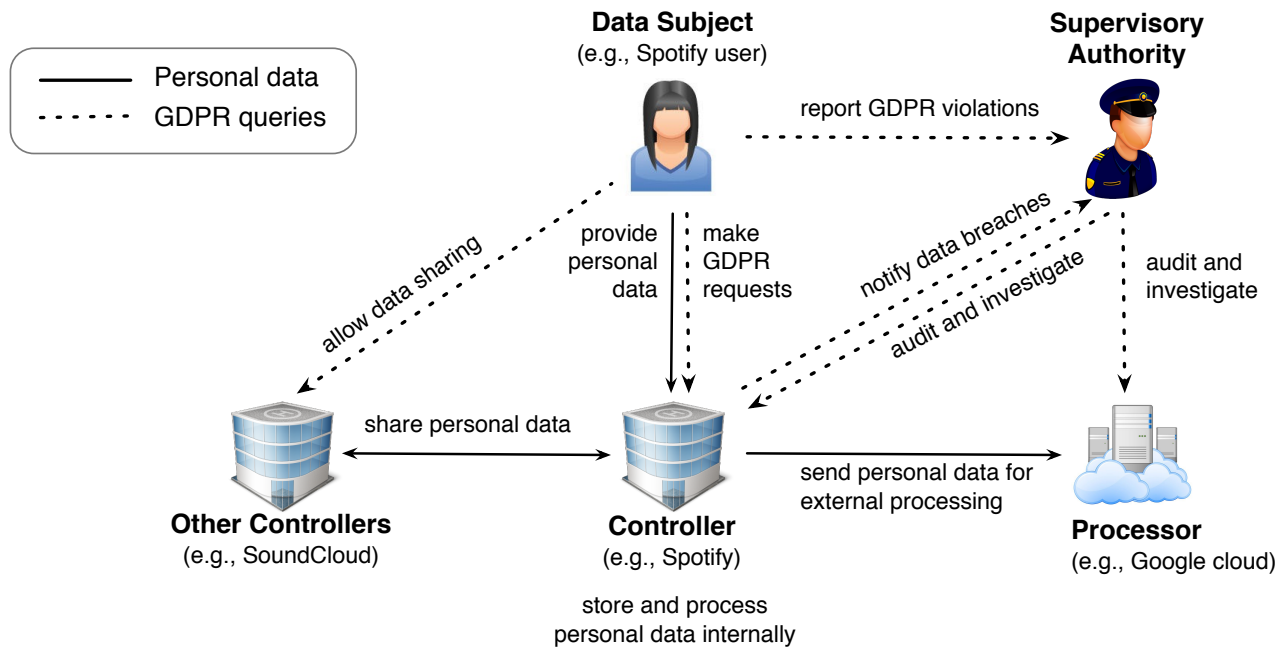 Personal data
GDPR queries
Data Subject
(e.g., Spotify user)
Supervisory
Authority
report GDPR violations
allow data sharing
provide
personal
data
make
GDPR
requests
notify data breaches
audit and investigate
audit and
investigate
share personal data
send personal data for
external processing
Other Controllers
(e.g., SoundCloud)
Controller
(e.g., Spotify)
Processor
(e.g., Google cloud)
store and process
personal data internally